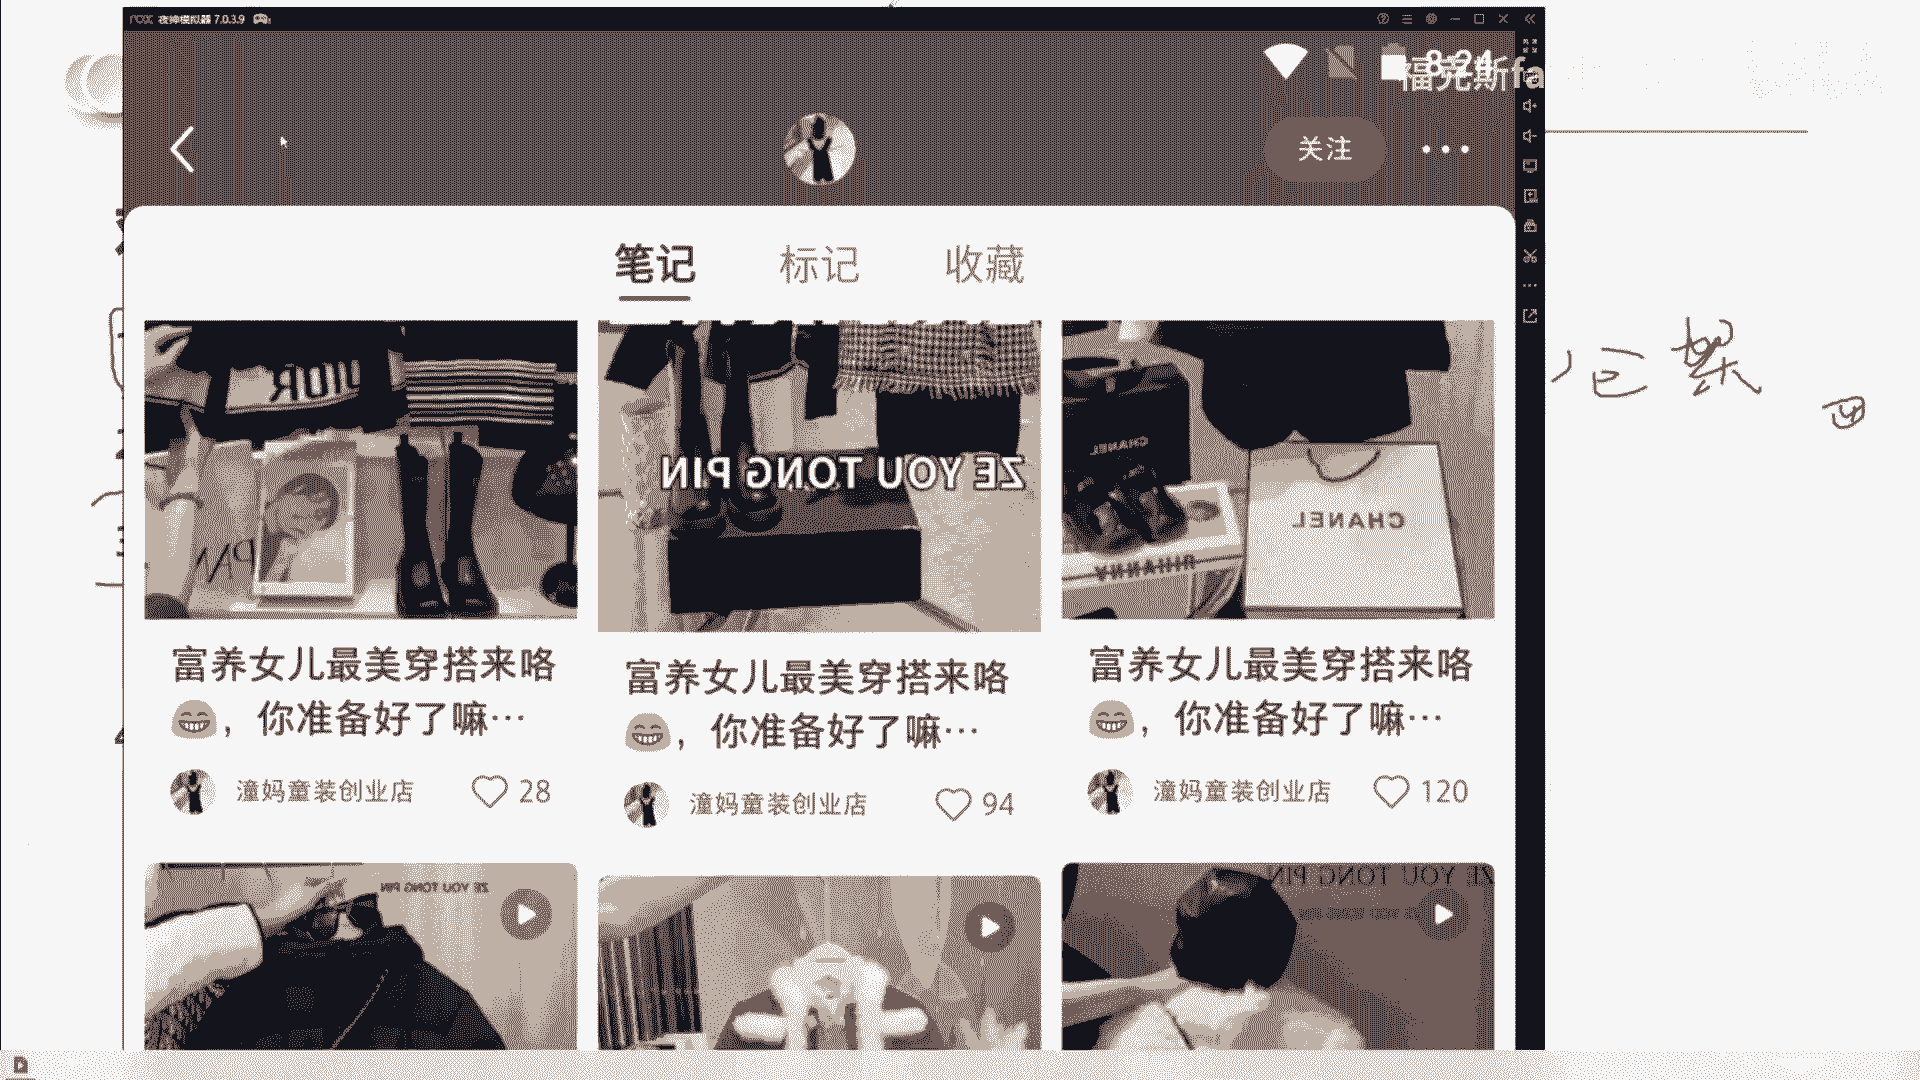 nox 夜神模拟器 7.0.3.9
8:24
福克斯fa
关注
笔记 标记 收藏
DIOR
ZE YOU TONG PIN
CHANEL
CHANEL
RIHANNA
富养女儿最美穿搭来咯
😁，你准备好了嘛…
潼妈童装创业店 28
富养女儿最美穿搭来咯
😁，你准备好了嘛…
潼妈童装创业店 94
富养女儿最美穿搭来咯
😁，你准备好了嘛…
潼妈童装创业店 120
ZE YOU TONG PIN
ZE YOU TONG PIN